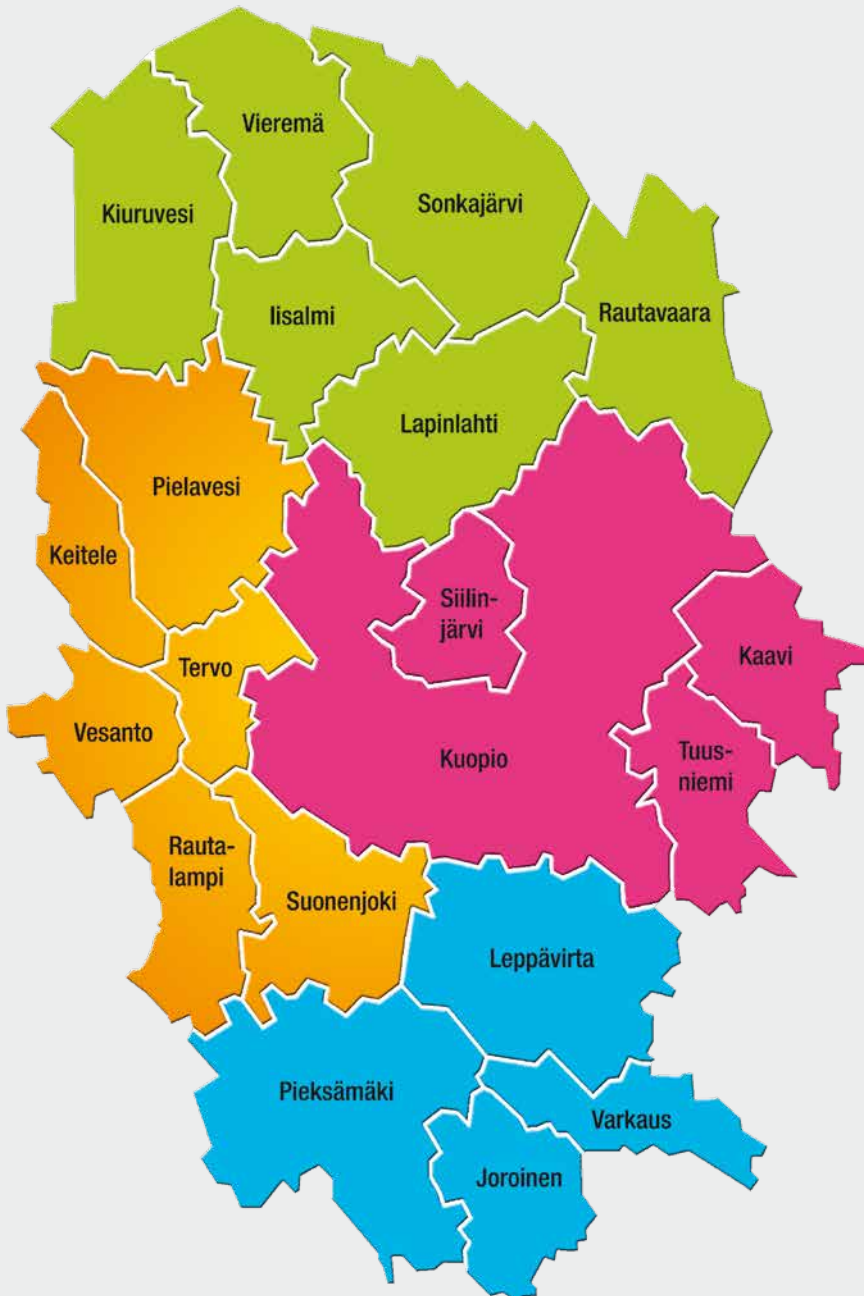 Vieremä
Kiuruvesi
Sonkajärvi
Iisalmi
Rautavaara
Lapinlahti
Pielavesi
Keitele
Siilin-
järvi
Kaavi
Tervo
Vesanto
Kuopio
Tuus-
niemi
Rauta-
lampi
Suonenjoki
Leppävirta
Pieksämäki
Varkaus
Joroinen